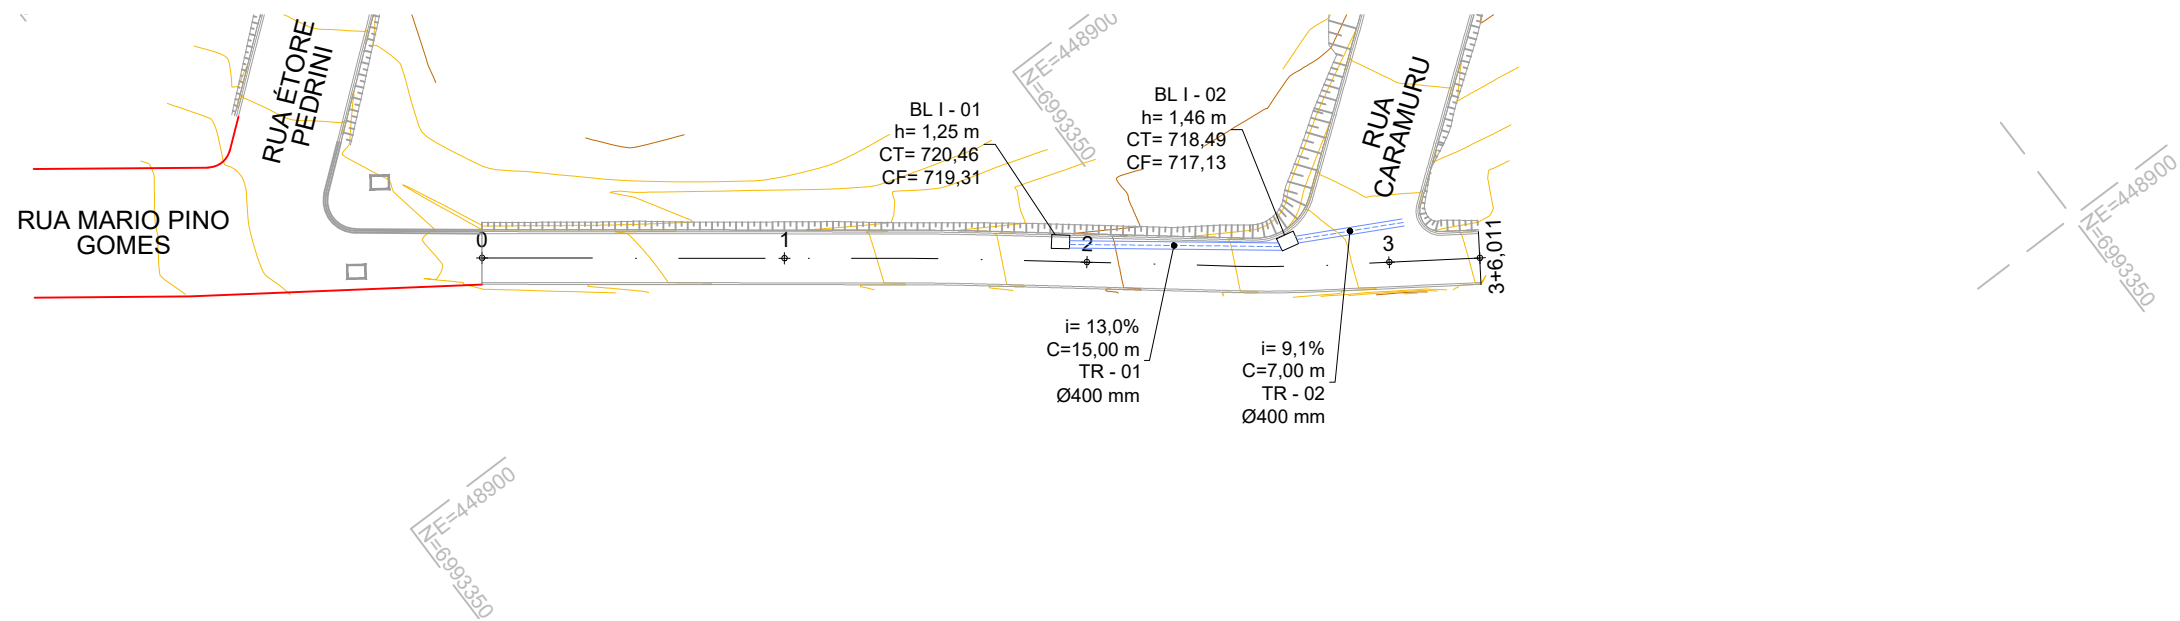 RUA ÉTORE
PEDRINI
RUA MARIO PINO
GOMES
BL I - 01
h= 1,25 m
CT= 720,46
CF= 719,31
BL I - 02
h= 1,46 m
CT= 718,49
CF= 717,13
RUA
CARAMURU
NE=448900
N=6993350
NE=448900
N=6993350
0
1
2
3
3+6,011
i= 13,0%
C=15,00 m
TR - 01
Ø400 mm
i= 9,1%
C=7,00 m
TR - 02
Ø400 mm
NE=448900
N=6993350